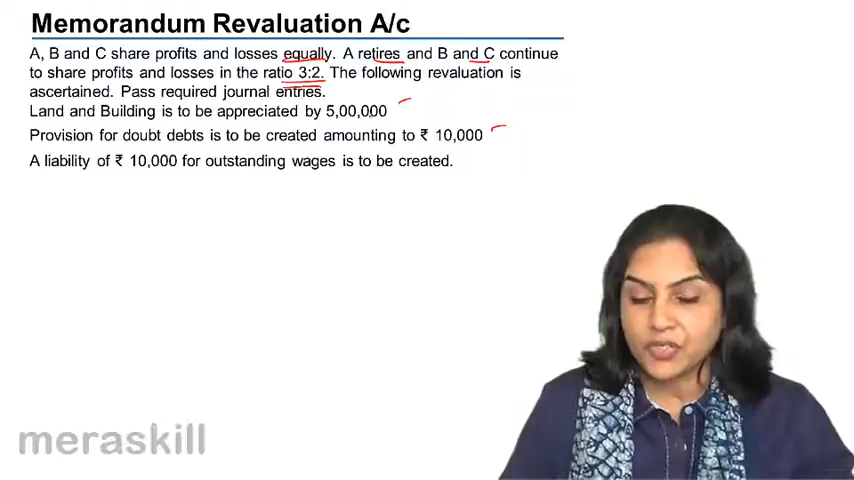 Memorandum Revaluation A/c
A, B and C share profits and losses equally. A retires and B and C continue
to share profits and losses in the ratio 3:2. The following revaluation is
ascertained. Pass required journal entries.
Land and Building is to be appreciated by 5,00,000
Provision for doubt debts is to be created amounting to ₹ 10,000
A liability of ₹ 10,000 for outstanding wages is to be created.
meraskill